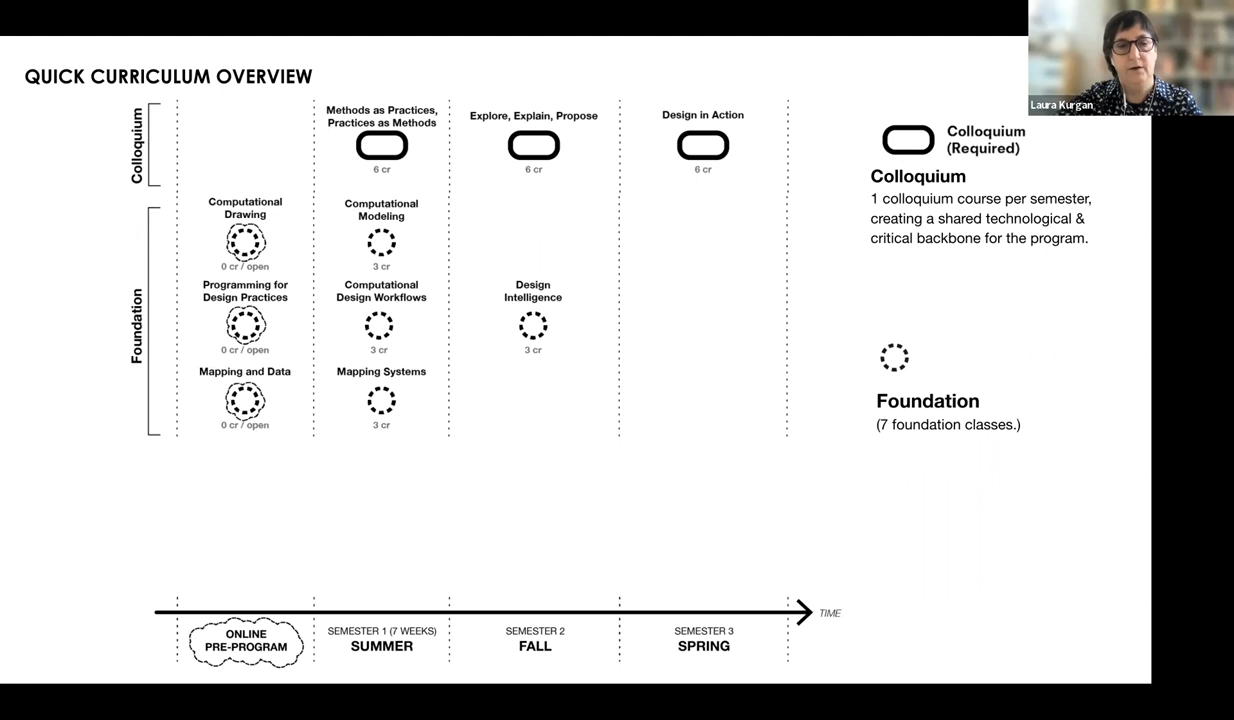 QUICK CURRICULUM OVERVIEW
Laura Kurgan
Colloquium
Methods as Practices,
Practices as Methods
6 cr
Explore, Explain, Propose
6 cr
Design in Action
6 cr
Foundation
Computational
Drawing
0 cr / open
Computational
Modeling
3 cr
Programming for
Design Practices
0 cr / open
Computational
Design Workflows
3 cr
Design
Intelligence
3 cr
Mapping and Data
0 cr / open
Mapping Systems
3 cr
Colloquium
(Required)
Colloquium
1 colloquium course per semester,
creating a shared technological &
critical backbone for the program.
Foundation
(7 foundation classes.)
TIME
ONLINE
PRE-PROGRAM
SEMESTER 1 (7 WEEKS)
SUMMER
SEMESTER 2
FALL
SEMESTER 3
SPRING